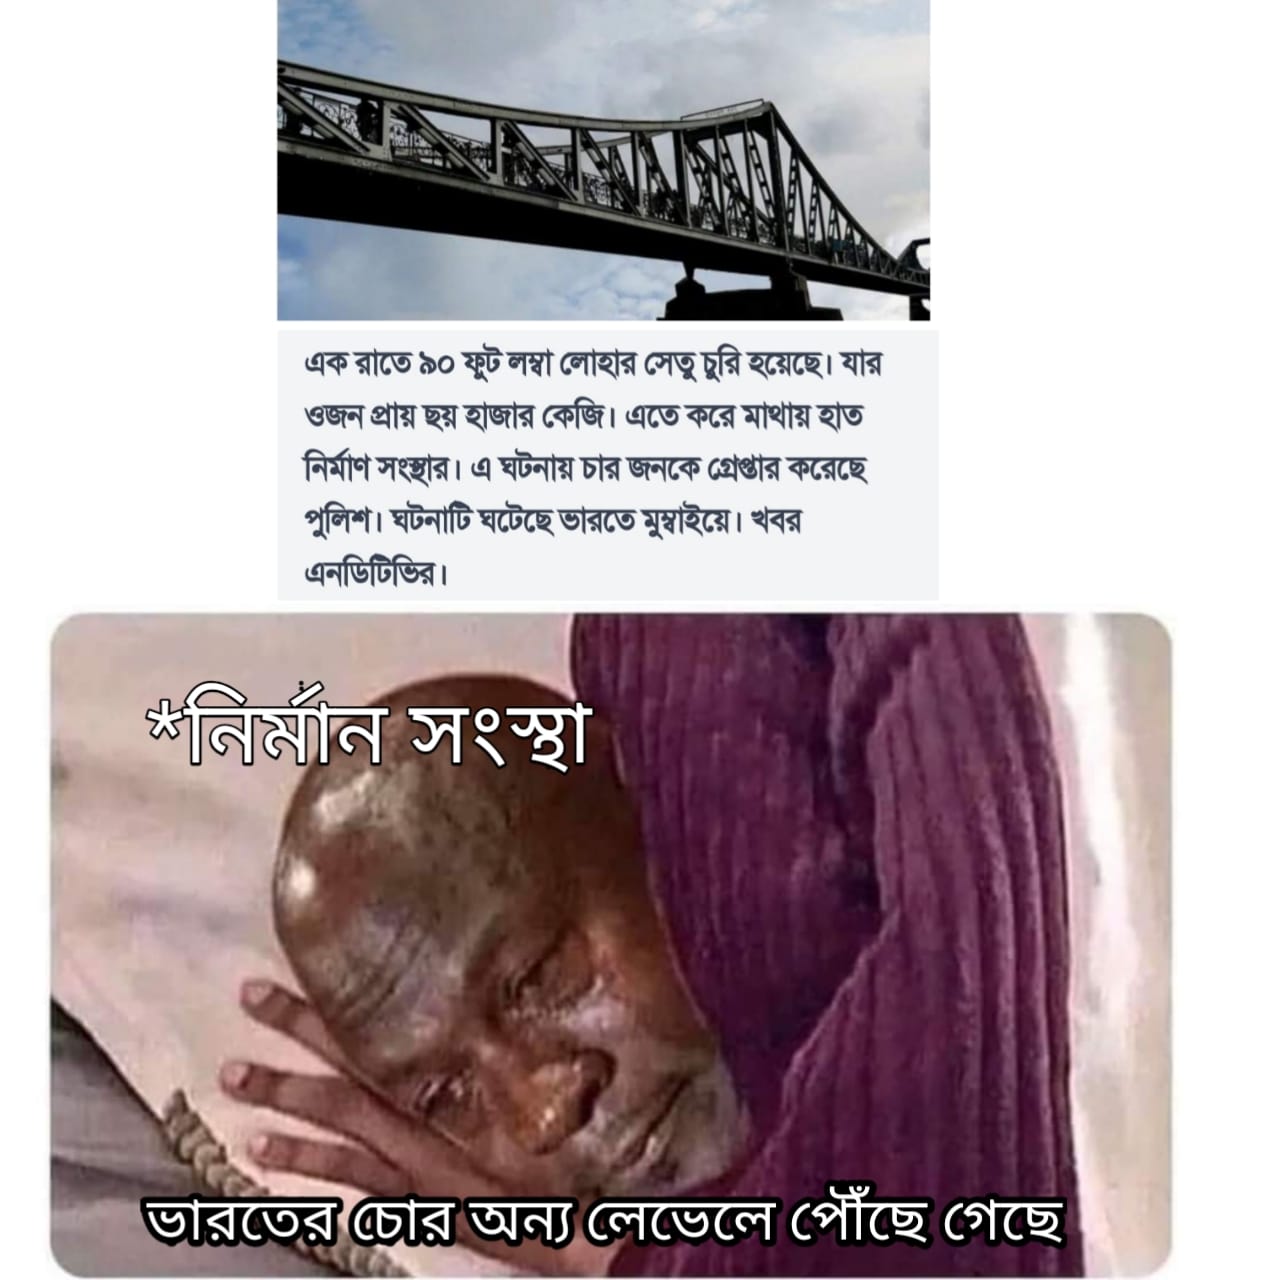 এক রাতে ৯০ ফুট লম্বা লোহার সেতু চুরি হয়েছে। যার
ওজন প্রায় ছয় হাজার কেজি। এতে করে মাথায় হাত
নির্মাণ সংস্থার। এ ঘটনায় চার জনকে গ্রেপ্তার করেছে
পুলিশ। ঘটনাটি ঘটেছে ভারতে মুম্বাইয়ে। খবর
এনডিটিভির।
*নির্মান সংস্থা
ভারতের চোর অন্য লেভেলে পৌঁছে গেছে